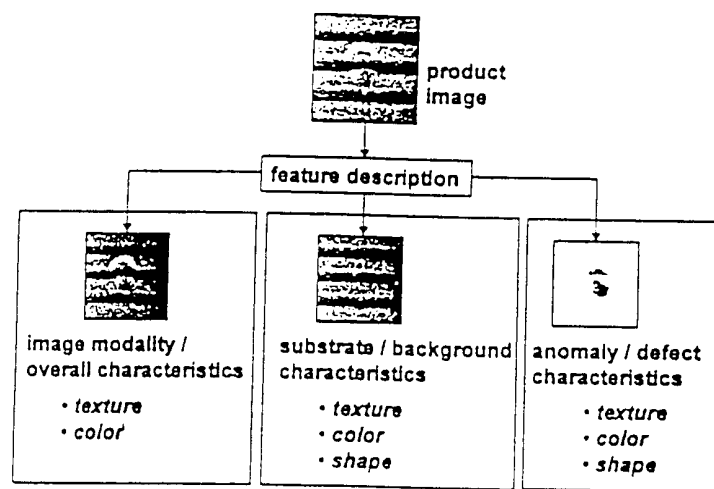 product
image
feature description
image modality /
overall characteristics
• texture
• color
substrate / background
characteristics
• texture
• color
• shape
anomaly / defect
characteristics
• texture
• color
• shape